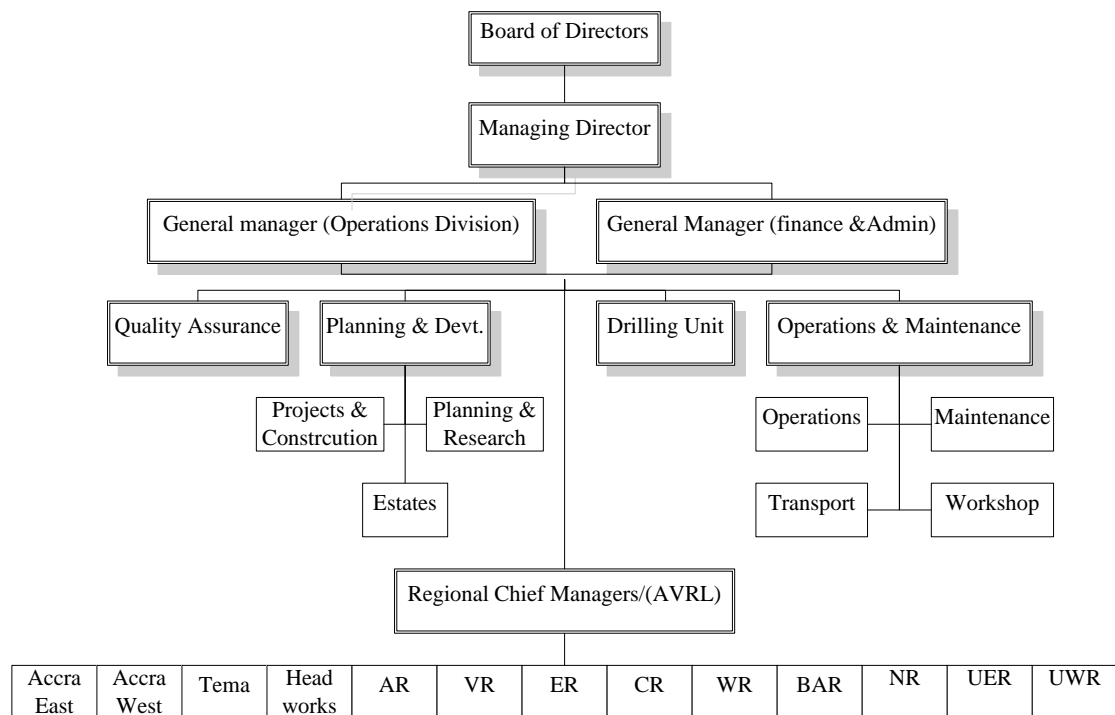 Board of Directors
Managing Director
General manager (Operations Division)
General Manager (finance &Admin)
Quality Assurance
Planning & Devt.
Drilling Unit
Operations & Maintenance
Projects &
Constrcution
Planning &
Research
Operations
Maintenance
Estates
Transport
Workshop
Regional Chief Managers/(AVRL)
Accra
East
Accra
West
Tema
Head
works
AR
VR
ER
CR
WR
BAR
NR
UER
UWR